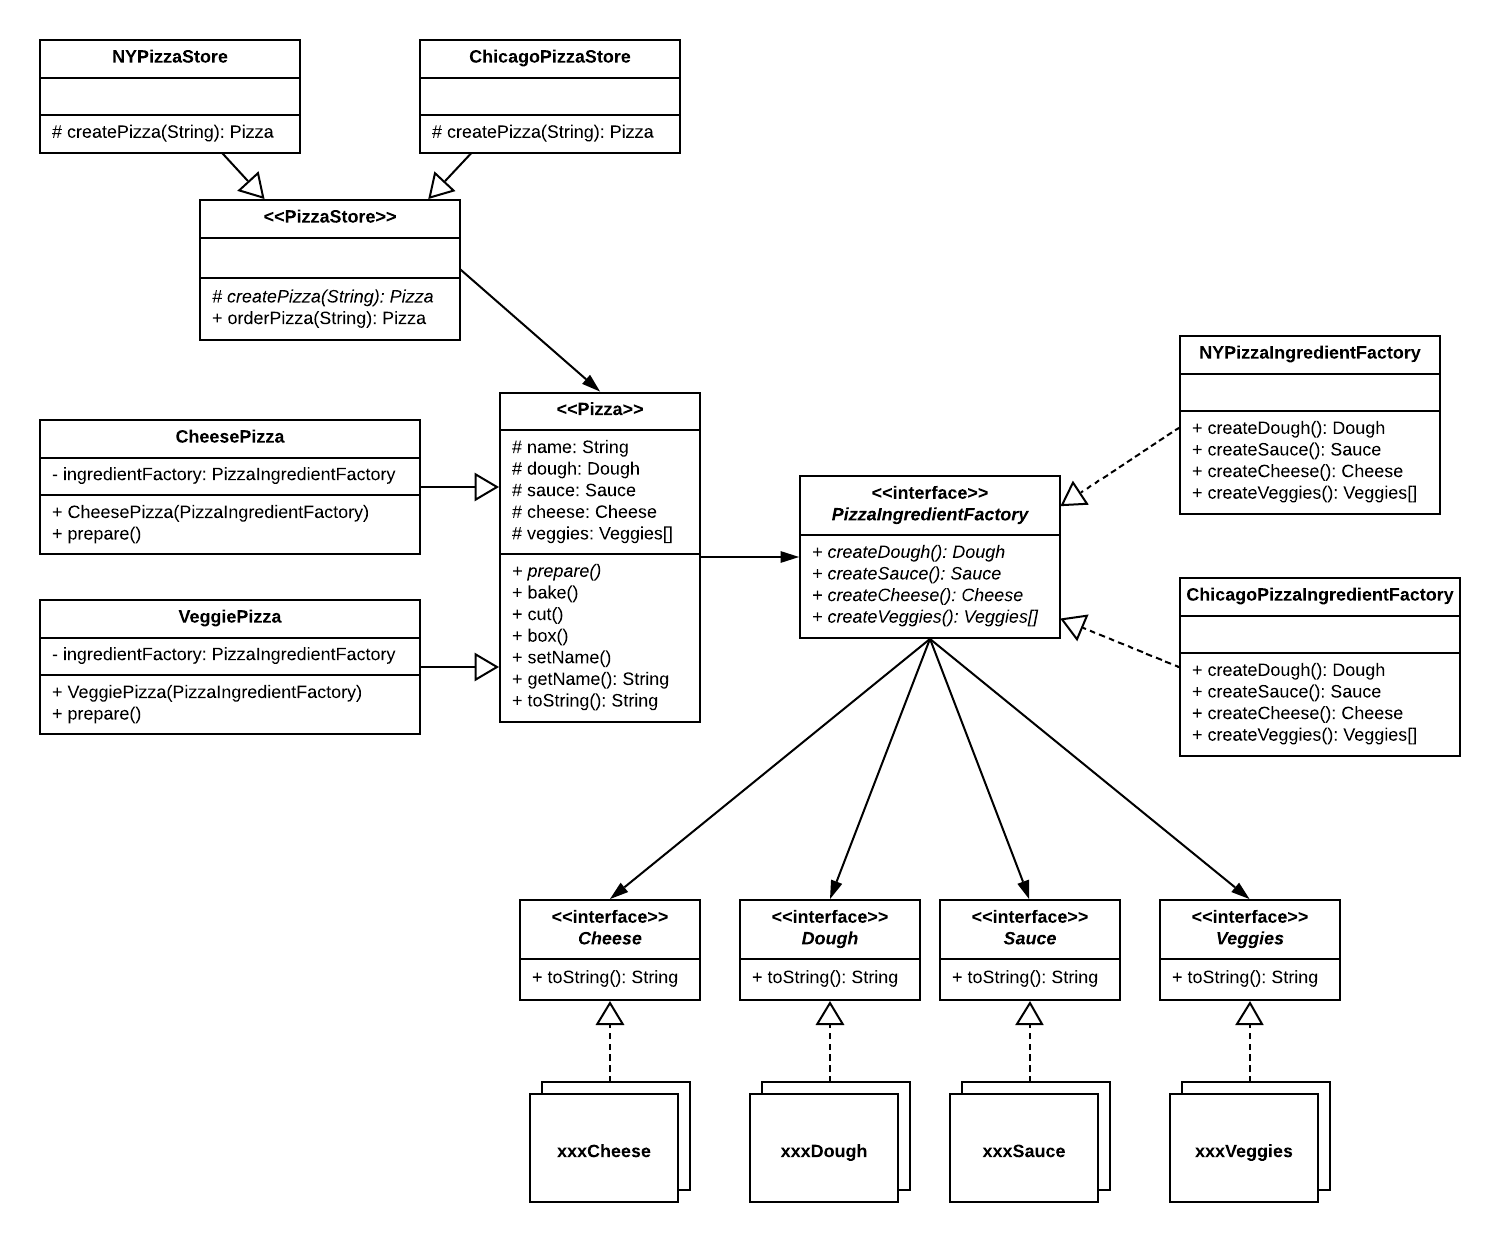 NYPizzaStore
# createPizza(String): Pizza
ChicagoPizzaStore
# createPizza(String): Pizza
<<PizzaStore>>
# createPizza(String): Pizza
+ orderPizza(String): Pizza
CheesePizza
- ingredientFactory: PizzaIngredientFactory
+ CheesePizza(PizzaIngredientFactory)
+ prepare()
VeggiePizza
- ingredientFactory: PizzaIngredientFactory
+ VeggiePizza(PizzaIngredientFactory)
+ prepare()
<<Pizza>>
# name: String
# dough: Dough
# sauce: Sauce
# cheese: Cheese
# veggies: Veggies[]
+ prepare()
+ bake()
+ cut()
+ box()
+ setName()
+ getName(): String
+ toString(): String
<<interface>>
PizzaIngredientFactory
+ createDough(): Dough
+ createSauce(): Sauce
+ createCheese(): Cheese
+ createVeggies(): Veggies[]
NYPizzaIngredientFactory
+ createDough(): Dough
+ createSauce(): Sauce
+ createCheese(): Cheese
+ createVeggies(): Veggies[]
ChicagoPizzaIngredientFactory
+ createDough(): Dough
+ createSauce(): Sauce
+ createCheese(): Cheese
+ createVeggies(): Veggies[]
<<interface>>
Cheese
+ toString(): String
<<interface>>
Dough
+ toString(): String
<<interface>>
Sauce
+ toString(): String
<<interface>>
Veggies
+ toString(): String
xxxCheese
xxxDough
xxxSauce
xxxVeggies